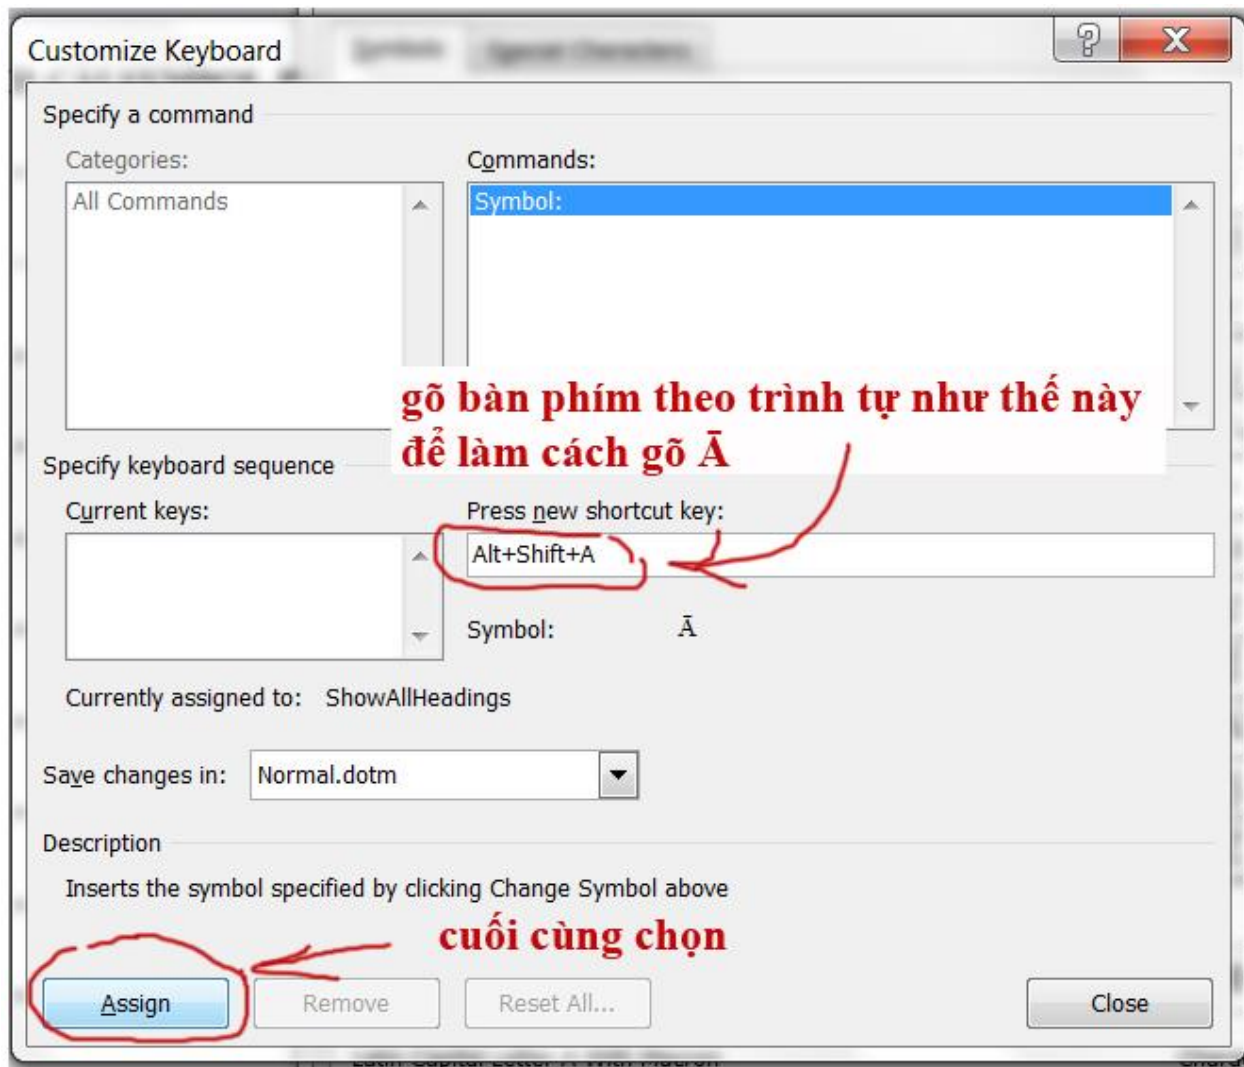 Customize Keyboard
Symbols
Special Characters
Specify a command
Categories:
Commands:
All Commands
Symbol:
gõ bàn phím theo trình tự như thế này
để làm cách gõ Ā
Specify keyboard sequence
Current keys:
Press new shortcut key:
Alt+Shift+A
Symbol: Ā
Currently assigned to: ShowAllHeadings
Save changes in: Normal.dotm
Description
Inserts the symbol specified by clicking Change Symbol above
cuối cùng chọn
Assign
Remove
Reset All...
Close